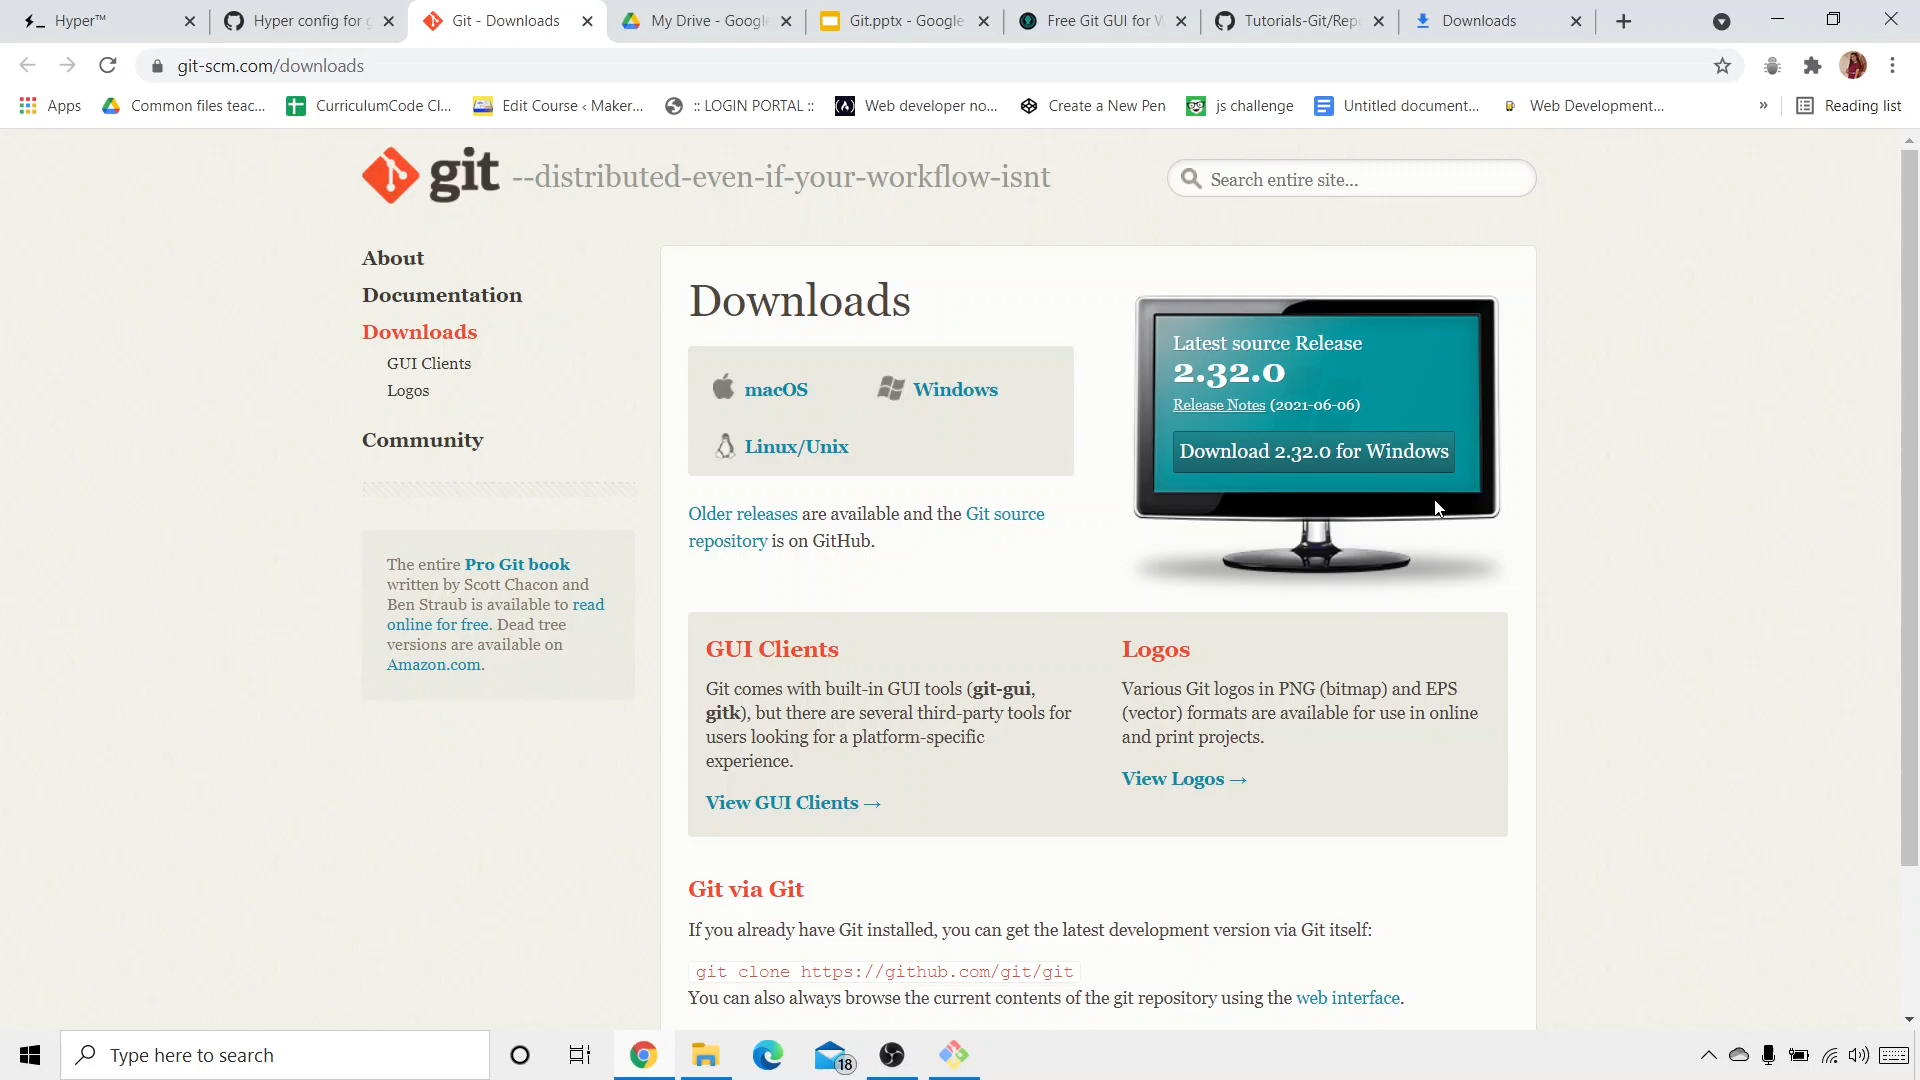 Hyper™
Hyper config for g
Git - Downloads
My Drive - Google
Git.pptx - Google
Free Git GUI for W
Tutorials-Git/Repo
Downloads
git-scm.com/downloads
Apps
Common files teac...
CurriculumCode Cl...
Edit Course ‹ Maker...
:: LOGIN PORTAL ::
Web developer no...
Create a New Pen
js challenge
Untitled document...
Web Development...
»
Reading list
git --distributed-even-if-your-workflow-isnt
Search entire site...
About
Documentation
Downloads
GUI Clients
Logos
Community
The entire Pro Git book
written by Scott Chacon and
Ben Straub is available to read
online for free. Dead tree
versions are available on
Amazon.com.
Downloads
macOS
Windows
Linux/Unix
Older releases are available and the Git source
repository is on GitHub.
Latest source Release
2.32.0
Release Notes (2021-06-06)
Download 2.32.0 for Windows
GUI Clients
Git comes with built-in GUI tools (git-gui,
gitk), but there are several third-party tools for
users looking for a platform-specific
experience.
View GUI Clients →
Logos
Various Git logos in PNG (bitmap) and EPS
(vector) formats are available for use in online
and print projects.
View Logos →
Git via Git
If you already have Git installed, you can get the latest development version via Git itself:
git clone https://github.com/git/git
You can also always browse the current contents of the git repository using the web interface.
Type here to search
18